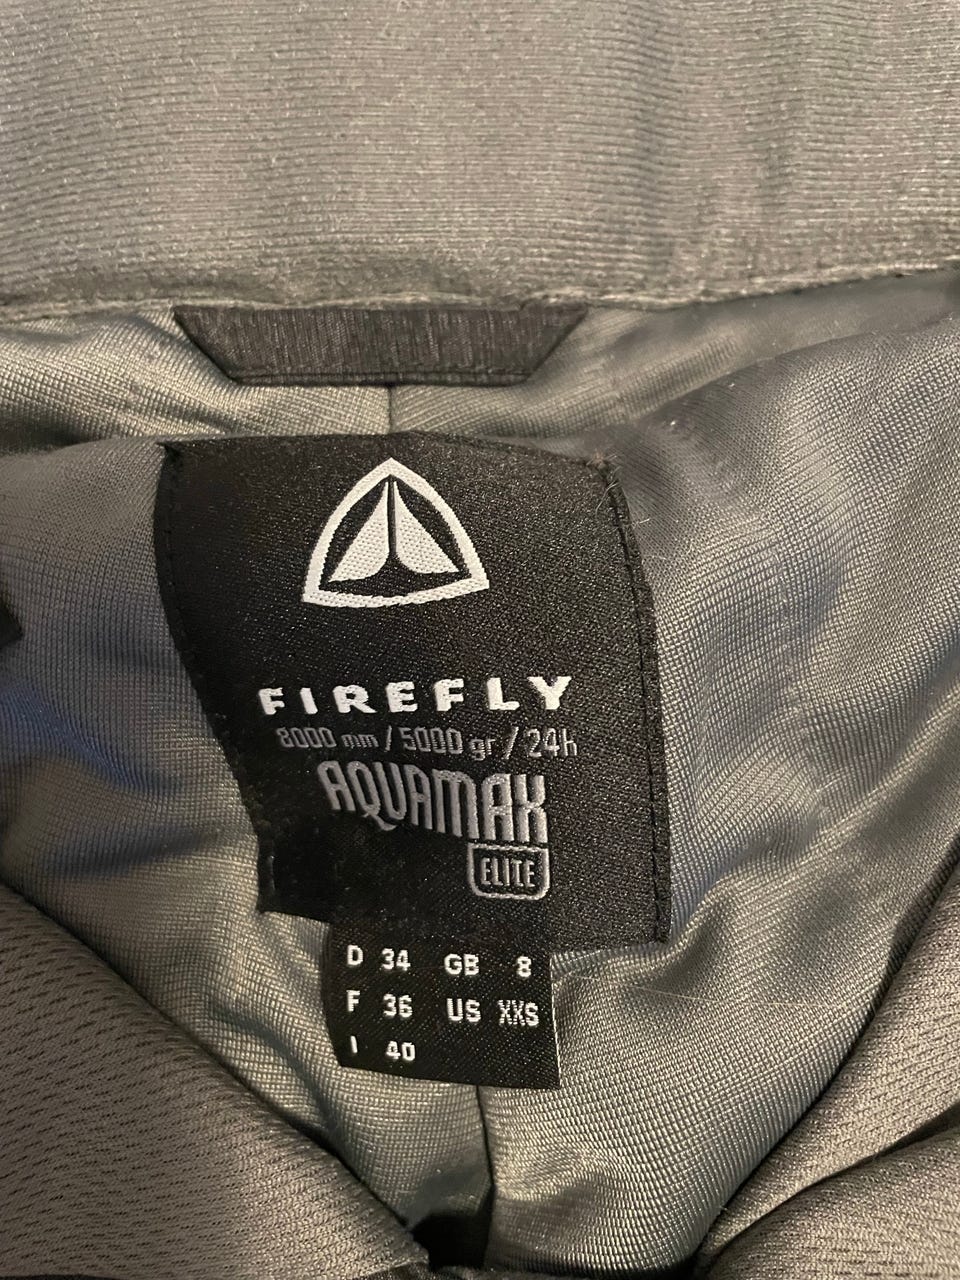 FIREFLY
8000 mm / 5000 gr / 24h
AQUAMAX
ELITE
D 34 GB 8
F 36 US XXS
I 40